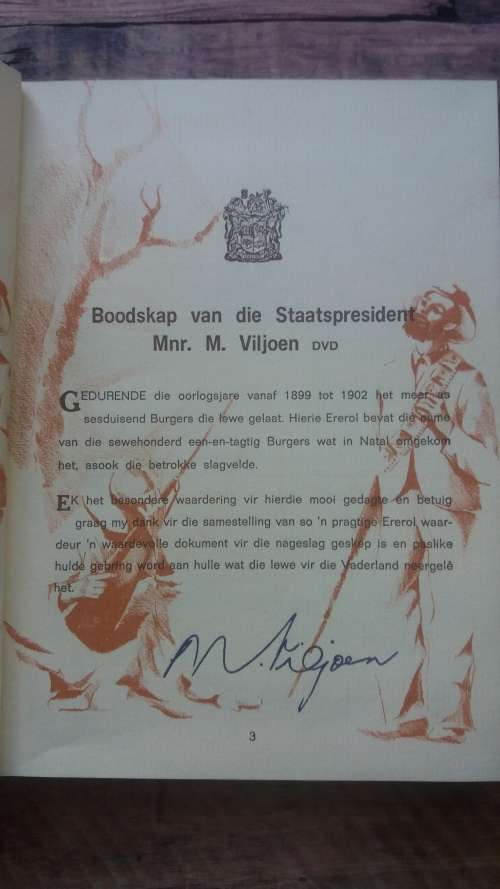 S P
Boodskap van die Staatspresident
Mnr. M. Viljoen DVD
GEDURENDE die oorlogsjare vanaf 1899 tot 1902 het meer as
sesduisend Burgers die lewe gelaat. Hierie Ererol bevat die name
van die sewehonderd een-en-tagtig Burgers wat in Natal omgekom
het, asook die betrokke slagvelde.
EK het besondere waardering vir hierdie mooi gedagte en betuig
graag my dank vir die samestelling van so 'n pragtige Ererol waar-
deur 'n waardevolle dokument vir die nageslag geskep is en paslike
hulde gebring word aan hulle wat die lewe vir die Vaderland neergelê
het.
M Viljoen
3